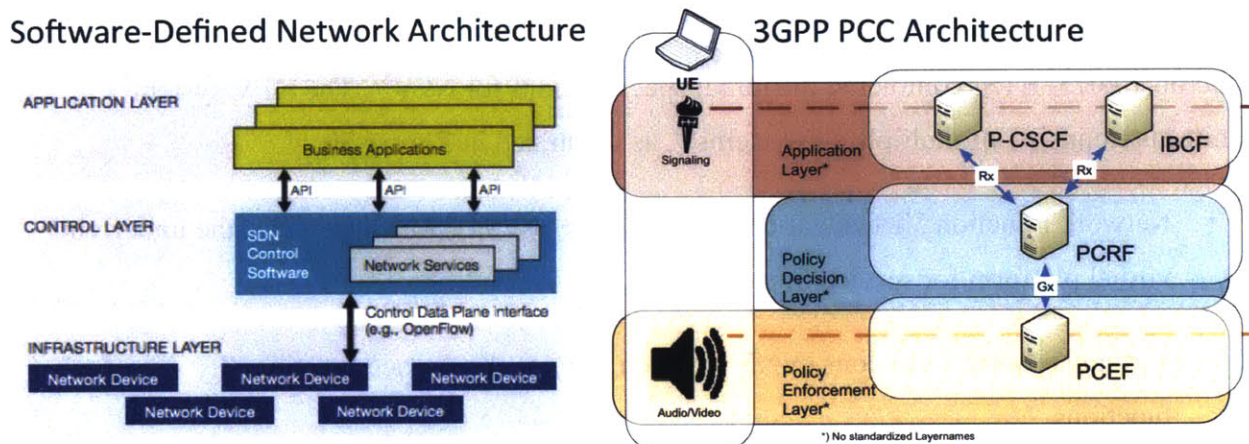 Software-Defined Network Architecture
APPLICATION LAYER
Business Applications
API
API
API
CONTROL LAYER
SDN
Control
Software
Network Services
Control Data Plane Interface
(e.g., OpenFlow)
INFRASTRUCTURE LAYER
Network Device
Network Device
Network Device
Network Device
Network Device
3GPP PCC Architecture
UE
Signaling
Application
Layer*)
P-CSCF
IBCF
Rx
Rx
Policy
Decision
Layer*)
PCRF
Gx
Policy
Enforcement
Layer*)
PCEF
Audio/Video
*) No standardized Layernames